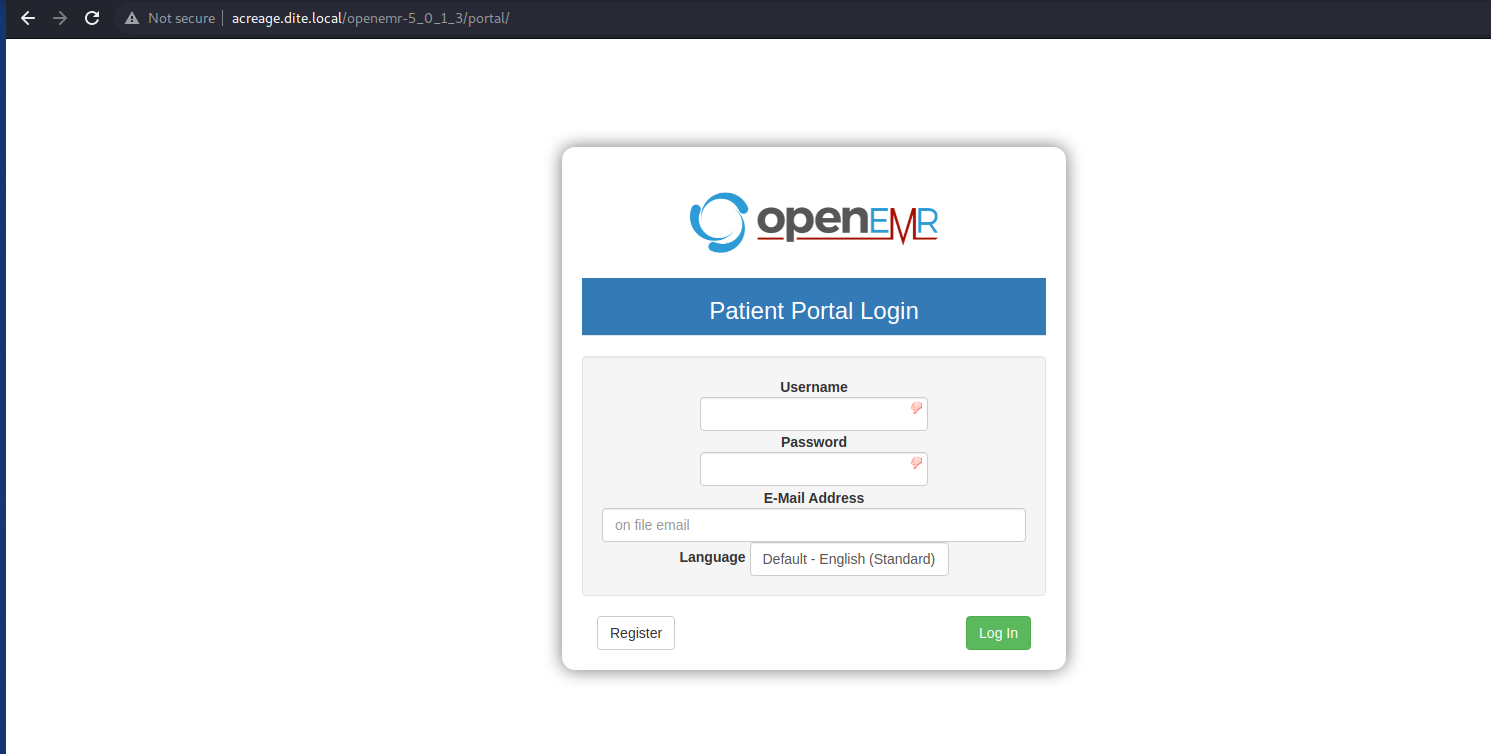 Not secure | acreage.dite.local/openemr-5_0_1_3/portal/
openEMR
Patient Portal Login
Username
Password
E-Mail Address
on file email
Language Default - English (Standard)
Register Log In